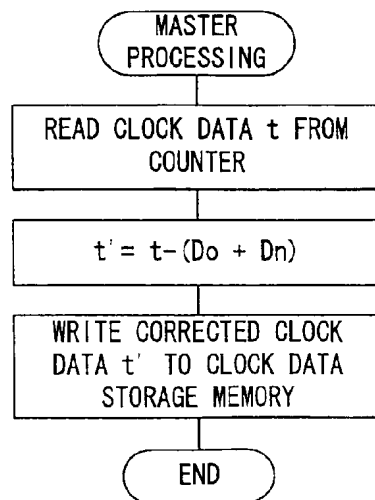 MASTER
PROCESSING
READ CLOCK DATA t FROM
COUNTER
t'= t-(Do + Dn)
WRITE CORRECTED CLOCK
DATA t' TO CLOCK DATA
STORAGE MEMORY
END